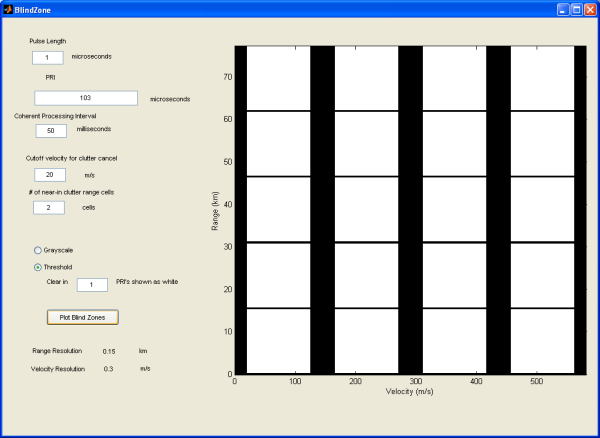 BlindZone
Pulse Length
1 microseconds
PRI
103 microseconds
Coherent Processing Interval
50 milliseconds
Cutoff velocity for clutter cancel
20 m/s
# of near-in clutter range cells
2 cells
Grayscale
Threshold
Clear in 1 PRI's shown as white
Plot Blind Zones
Range Resolution 0.15 km
Velocity Resolution 0.3 m/s
Range (km)
70
60
50
40
30
20
10
0
0 100 200 300 400 500
Velocity (m/s)